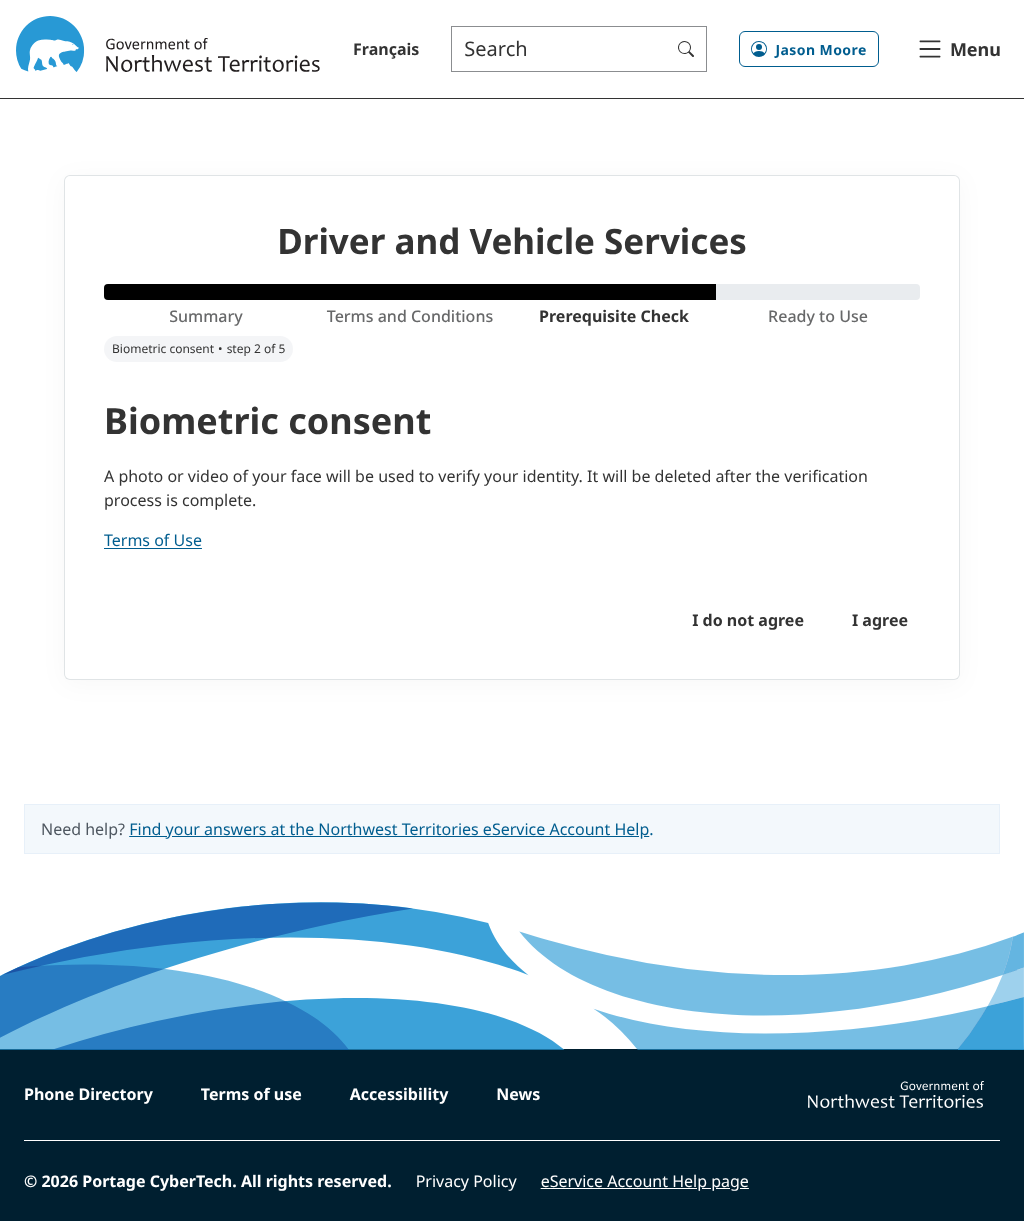 Government of
Northwest Territories
Français
Search
Jason Moore
Menu
Driver and Vehicle Services
Summary
Terms and Conditions
Prerequisite Check
Ready to Use
Biometric consent • step 2 of 5
Biometric consent
A photo or video of your face will be used to verify your identity. It will be deleted after the verification
process is complete.
Terms of Use
I do not agree
I agree
Need help? Find your answers at the Northwest Territories eService Account Help.
Phone Directory
Terms of use
Accessibility
News
Government of
Northwest Territories
© 2026 Portage CyberTech. All rights reserved.
Privacy Policy
eService Account Help page